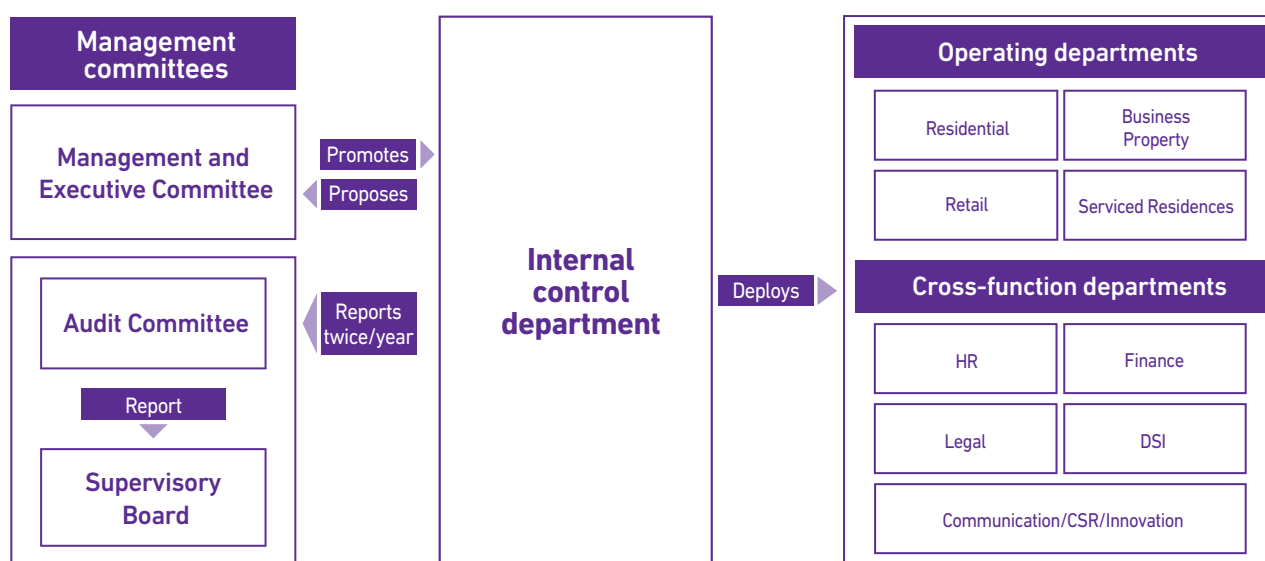 Management
committees
Management and
Executive Committee
Audit Committee
Report
Supervisory
Board
Promotes
Proposes
Reports
twice/year
Internal
control
department
Deploys
Operating departments
Residential
Business
Property
Retail
Serviced Residences
Cross-function departments
HR
Finance
Legal
DSI
Communication/CSR/Innovation